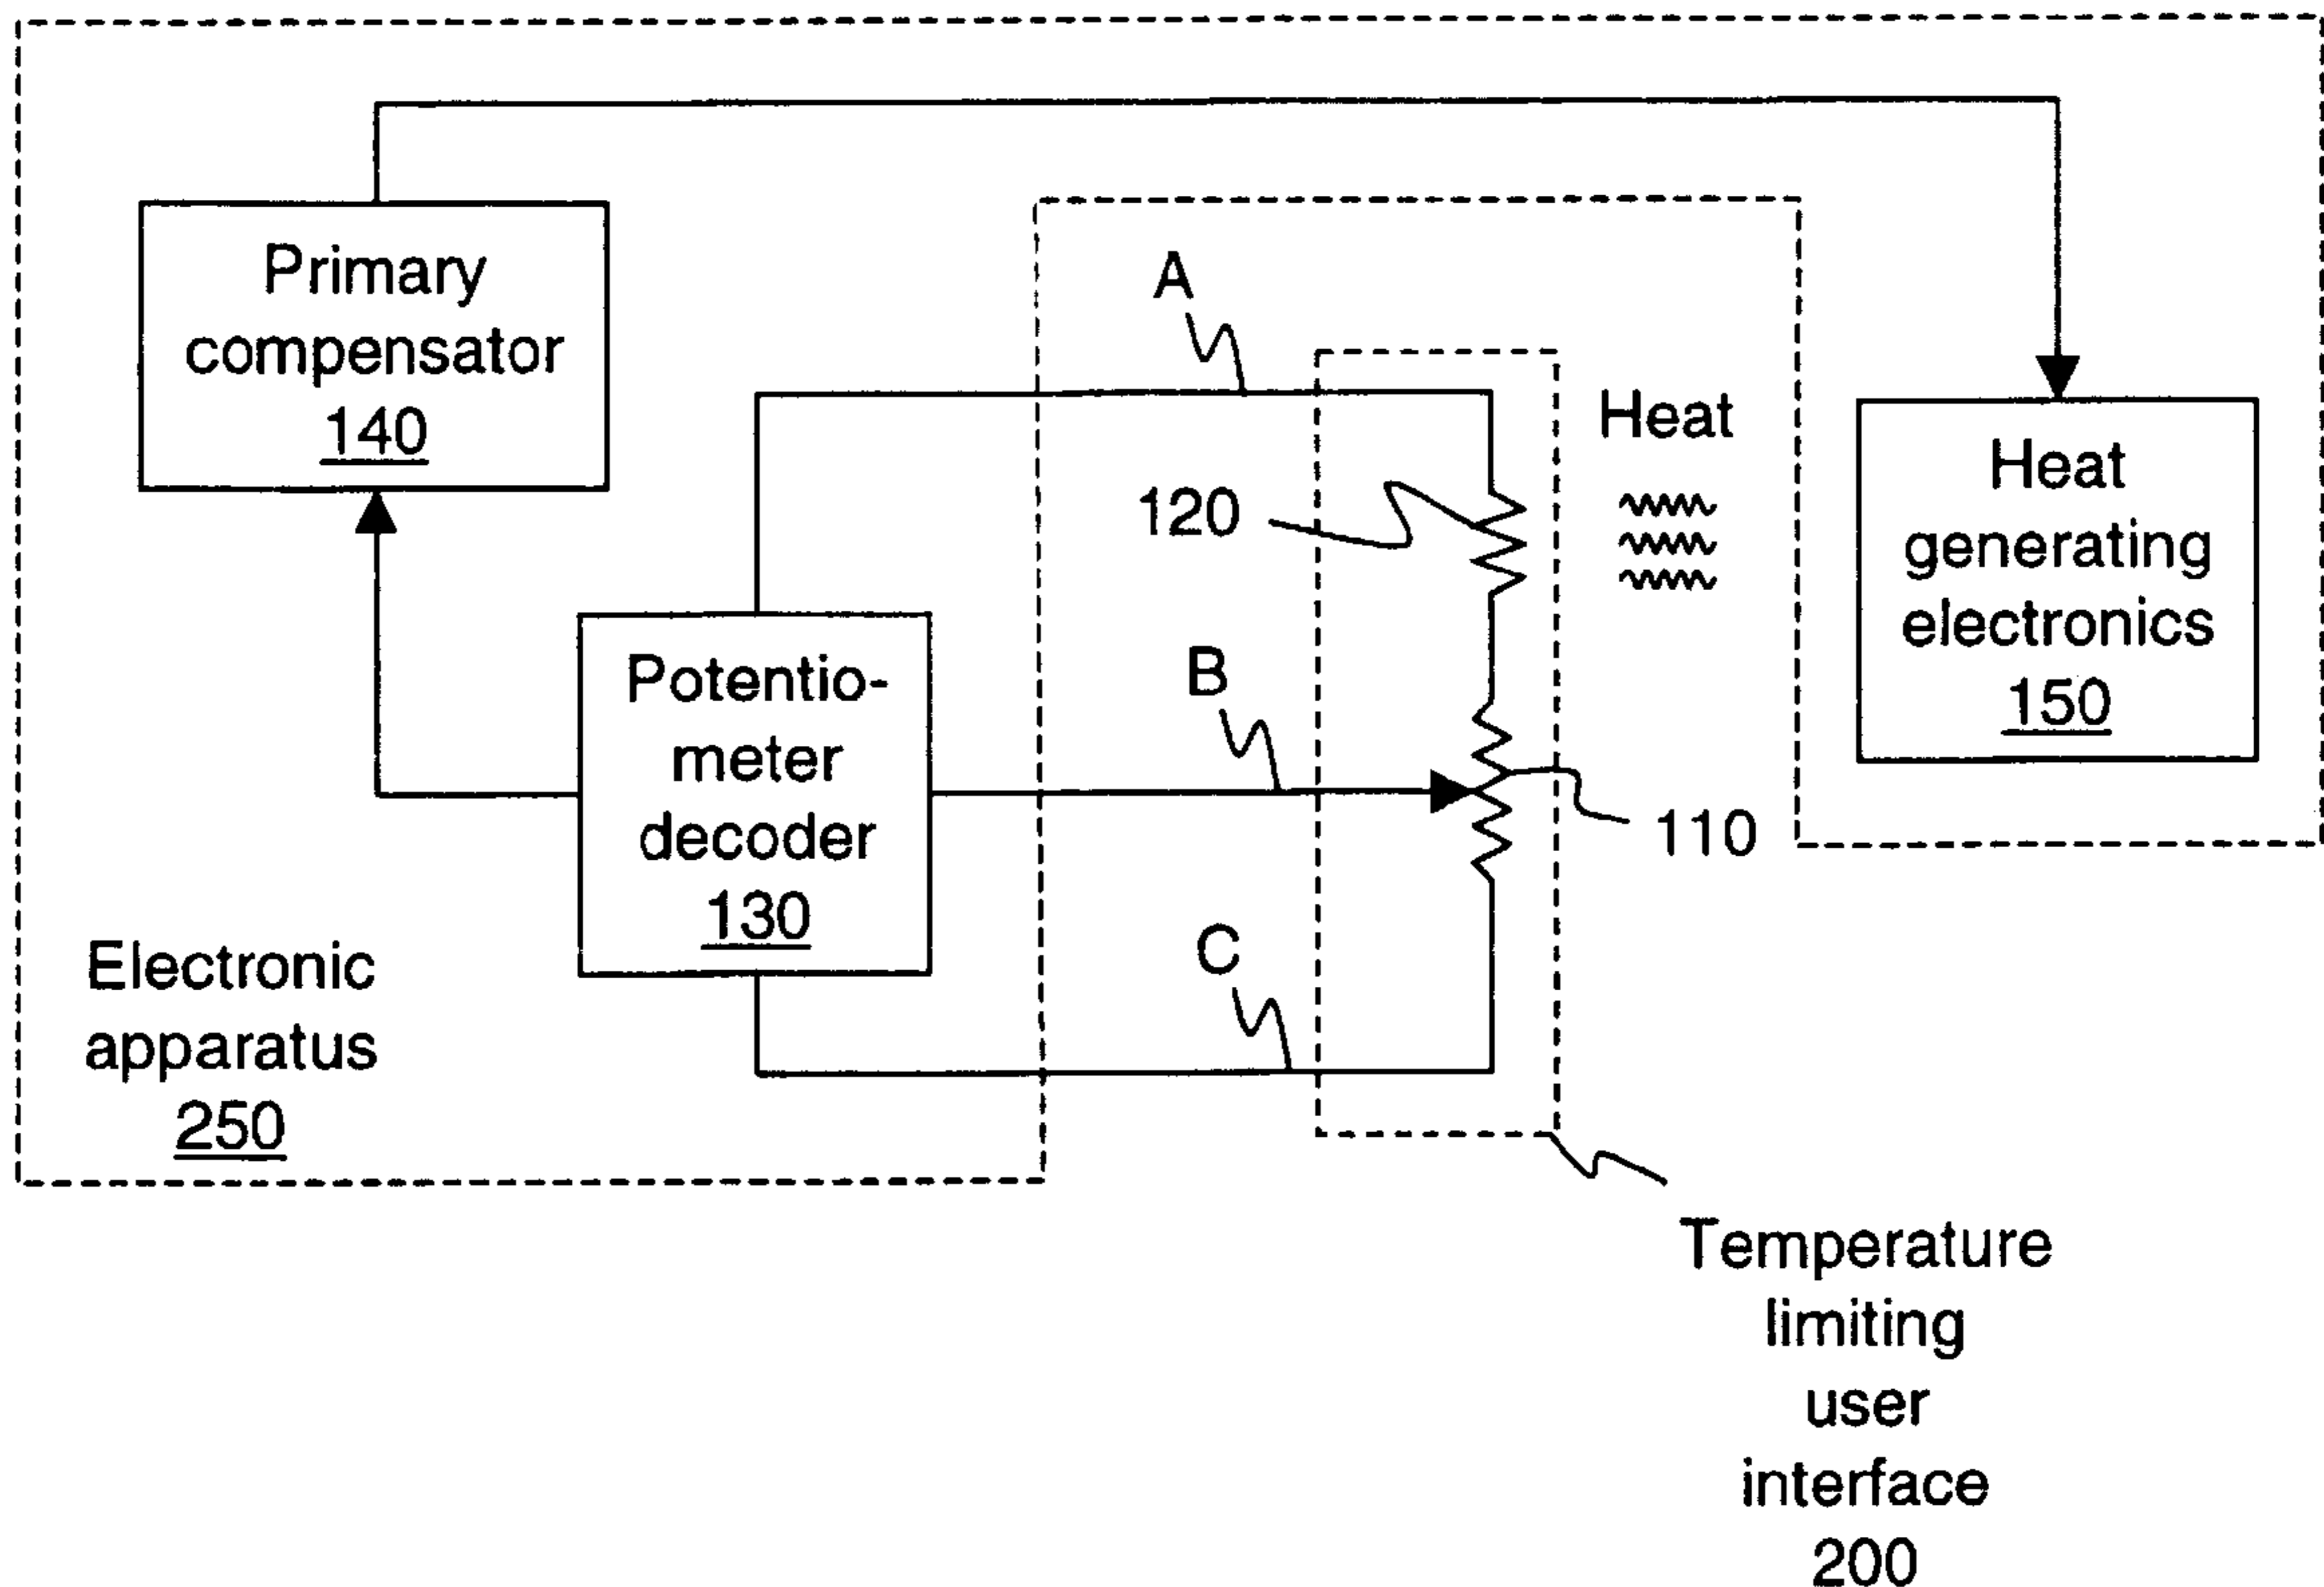 Primary
compensator
140
A
Heat
120
Heat
generating
electronics
150
Potentio-
meter
decoder
130
B
110
C
Electronic
apparatus
250
Temperature
limiting
user
interface
200